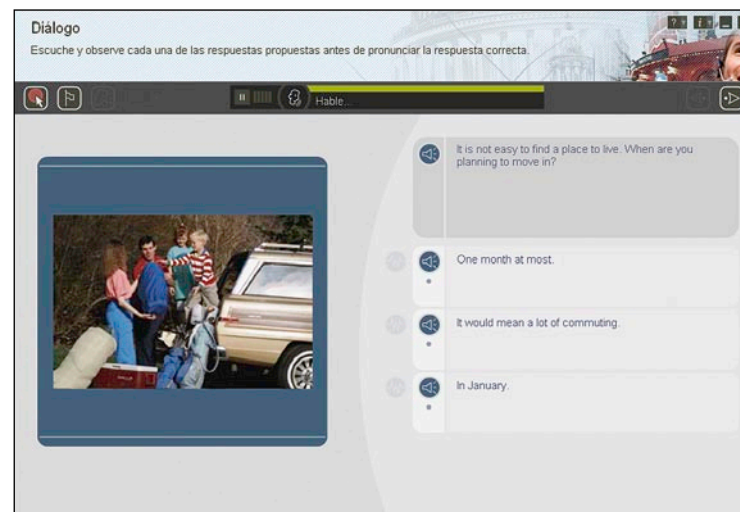 Diálogo
Escuche y observe cada una de las respuestas propuestas antes de pronunciar la respuesta correcta.
Hable...
It is not easy to find a place to live. When are you
planning to move in?
One month at most.
It would mean a lot of commuting.
In January.